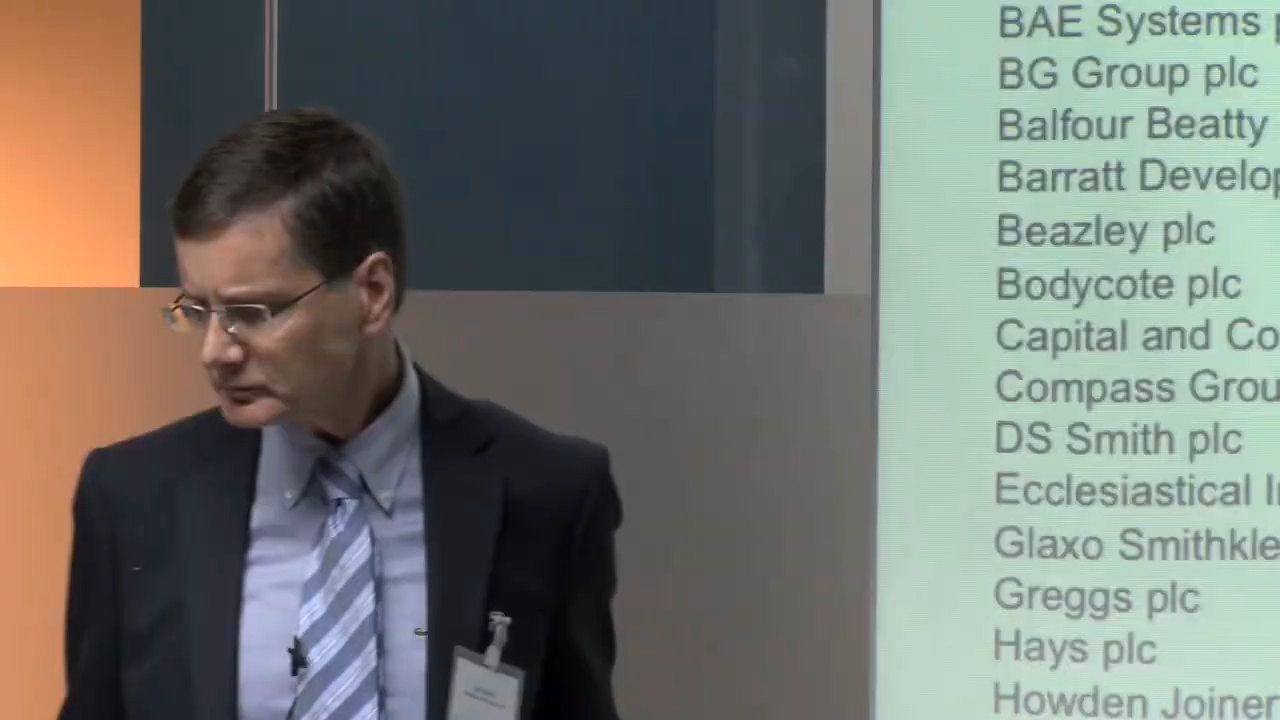 BAE Systems
BG Group plc
Balfour Beatty
Barratt Develop
Beazley plc
Bodycote plc
Capital and Co
Compass Grou
DS Smith plc
Ecclesiastical I
Glaxo Smithkle
Greggs plc
Hays plc
Howden Joiner